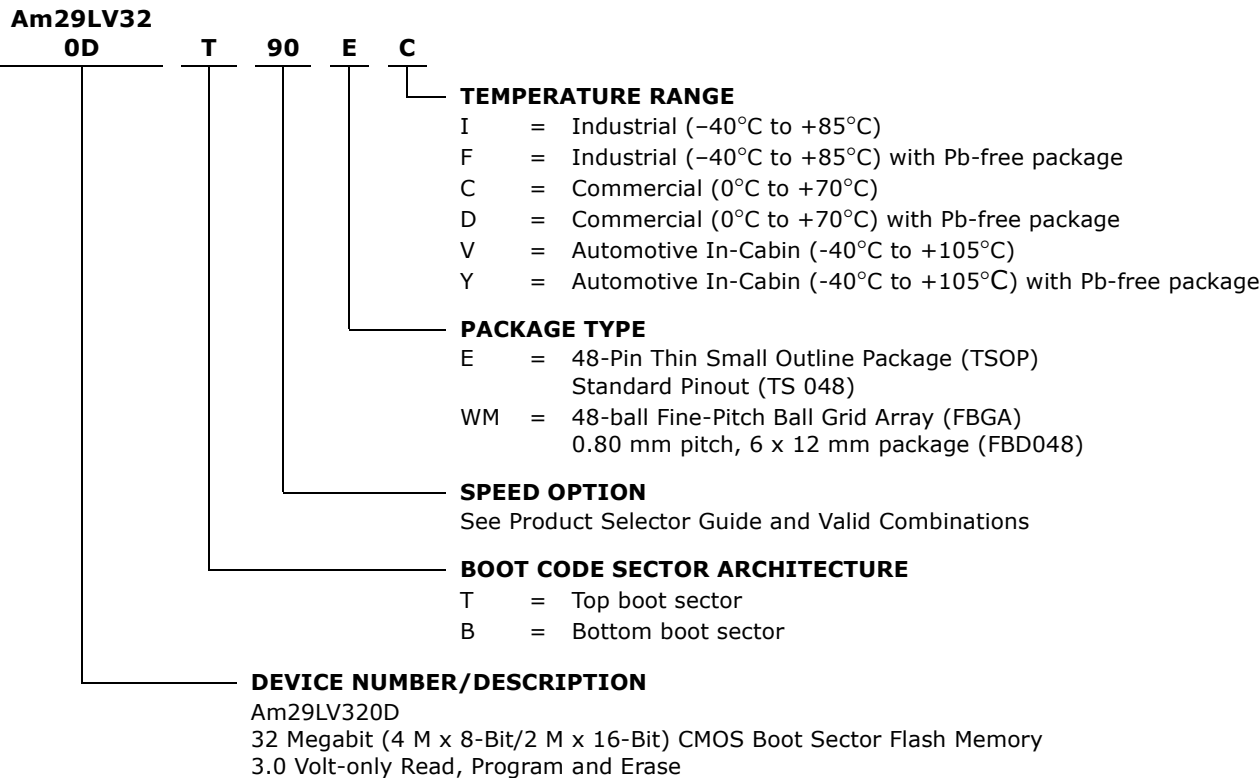 Am29LV32
0D T 90 E C
TEMPERATURE RANGE
I = Industrial (–40°C to +85°C)
F = Industrial (–40°C to +85°C) with Pb-free package
C = Commercial (0°C to +70°C)
D = Commercial (0°C to +70°C) with Pb-free package
V = Automotive In-Cabin (-40°C to +105°C)
Y = Automotive In-Cabin (-40°C to +105°C) with Pb-free package
PACKAGE TYPE
E = 48-Pin Thin Small Outline Package (TSOP)
Standard Pinout (TS 048)
WM = 48-ball Fine-Pitch Ball Grid Array (FBGA)
0.80 mm pitch, 6 x 12 mm package (FBD048)
SPEED OPTION
See Product Selector Guide and Valid Combinations
BOOT CODE SECTOR ARCHITECTURE
T = Top boot sector
B = Bottom boot sector
DEVICE NUMBER/DESCRIPTION
Am29LV320D
32 Megabit (4 M x 8-Bit/2 M x 16-Bit) CMOS Boot Sector Flash Memory
3.0 Volt-only Read, Program and Erase